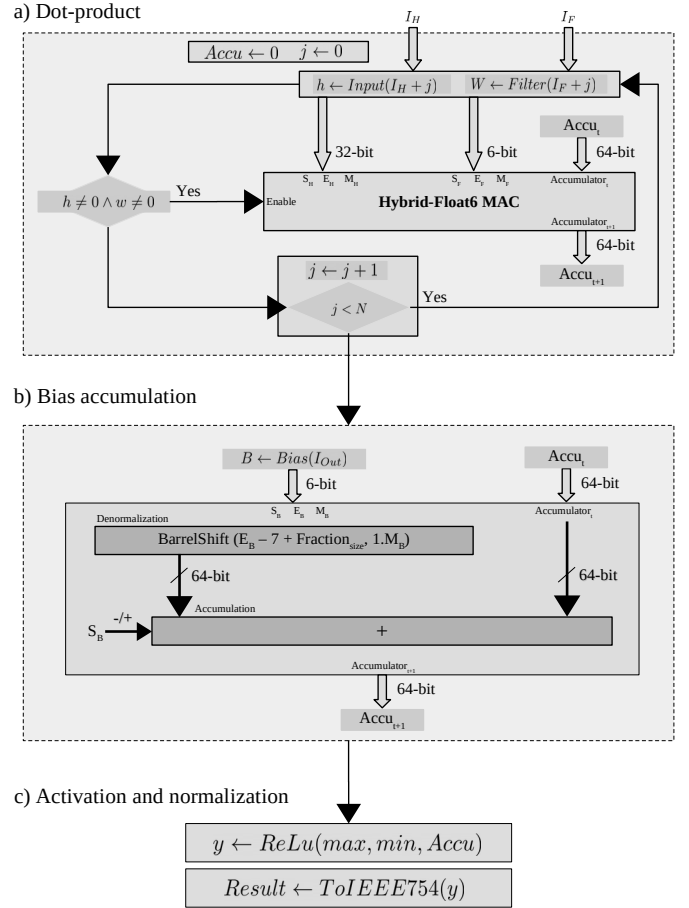 a) Dot-product
I_H I_F
Accu ← 0 j ← 0
h ← Input(I_H + j) W ← Filter(I_F + j)
Accu_t
32-bit 6-bit 64-bit
S_H E_H M_H S_F E_F M_F Accumulator_t
h ≠ 0 ∧ w ≠ 0 Yes Enable Hybrid-Float6 MAC
Accumulator_t+1
64-bit
j ← j + 1 Accu_t+1
j < N Yes
b) Bias accumulation
B ← Bias(I_Out) Accu_t
6-bit 64-bit
S_B E_B M_B Accumulator_t
Denormalization
BarrelShift (E_B – 7 + Fraction_size, 1.M_B)
64-bit 64-bit
Accumulation
S_B -/+ +
Accumulator_t+1
64-bit
Accu_t+1
c) Activation and normalization
y ← ReLu(max, min, Accu)
Result ← ToIEEE754(y)